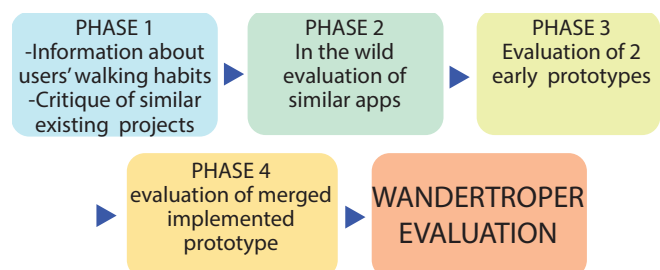 PHASE 1
-Information about
users' walking habits
-Critique of similar
existing projects
PHASE 2
In the wild
evaluation of
similar apps
PHASE 3
Evaluation of 2
early prototypes
PHASE 4
evaluation of merged
implemented
prototype
WANDERTROPER
EVALUATION